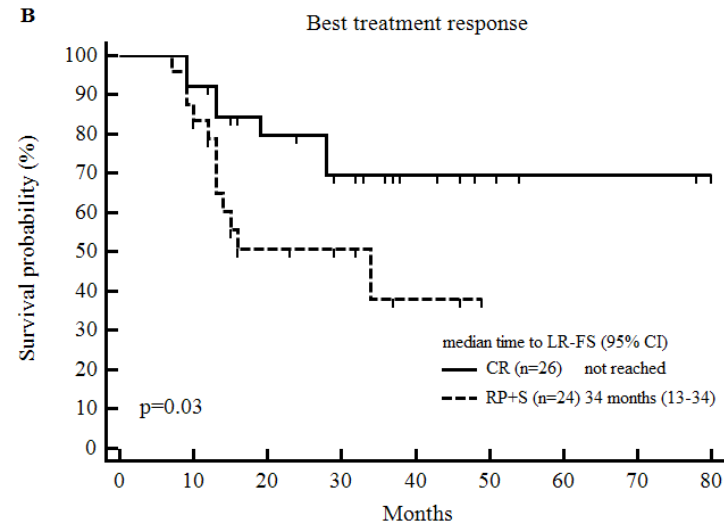 B
Best treatment response
Survival probability (%)
100
90
80
70
60
50
40
30
20
10
0
median time to LR-FS (95% CI)
CR (n=26) not reached
RP+S (n=24) 34 months (13-34)
p=0.03
0 10 20 30 40 50 60 70 80
Months